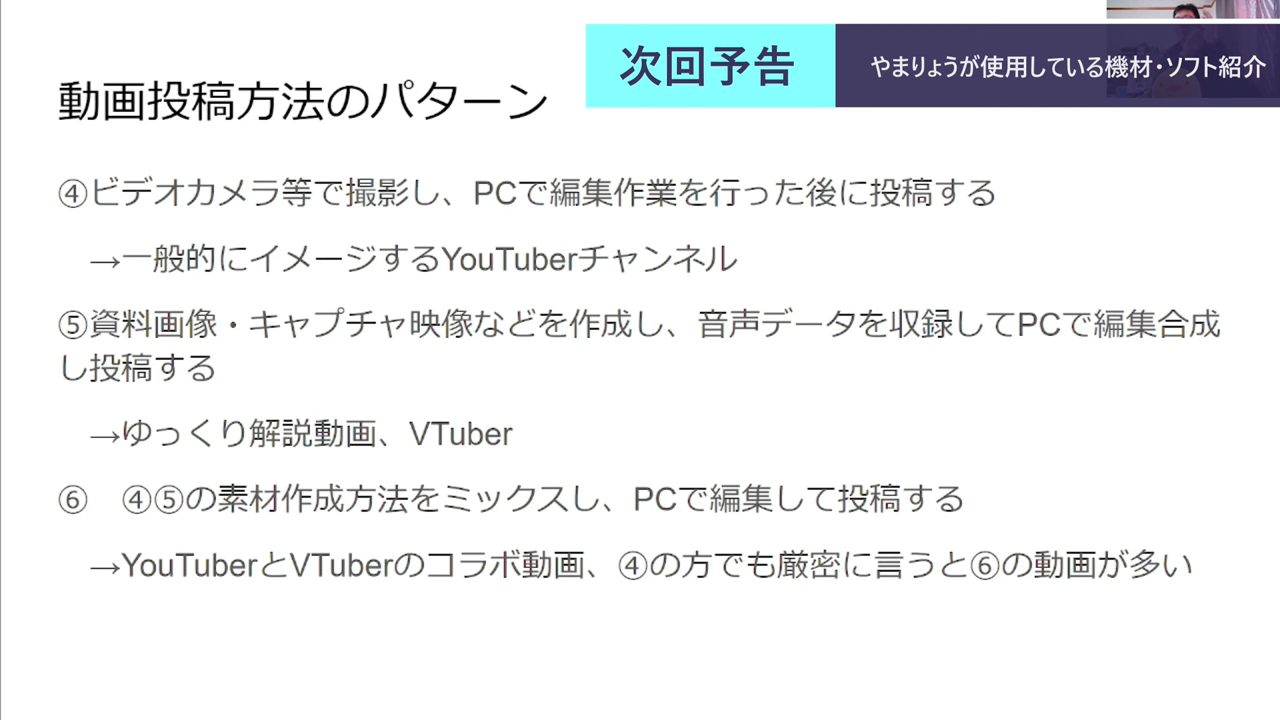 次回予告
やまりょうが使用している機材・ソフト紹介
動画投稿方法のパターン
④ビデオカメラ等で撮影し、PCで編集作業を行った後に投稿する
→一般的にイメージするYouTuberチャンネル
⑤資料画像・キャプチャ映像などを作成し、音声データを収録してPCで編集合成
し投稿する
→ゆっくり解説動画、VTuber
⑥　④⑤の素材作成方法をミックスし、PCで編集して投稿する
→YouTuberとVTuberのコラボ動画、④の方でも厳密に言うと⑥の動画が多い